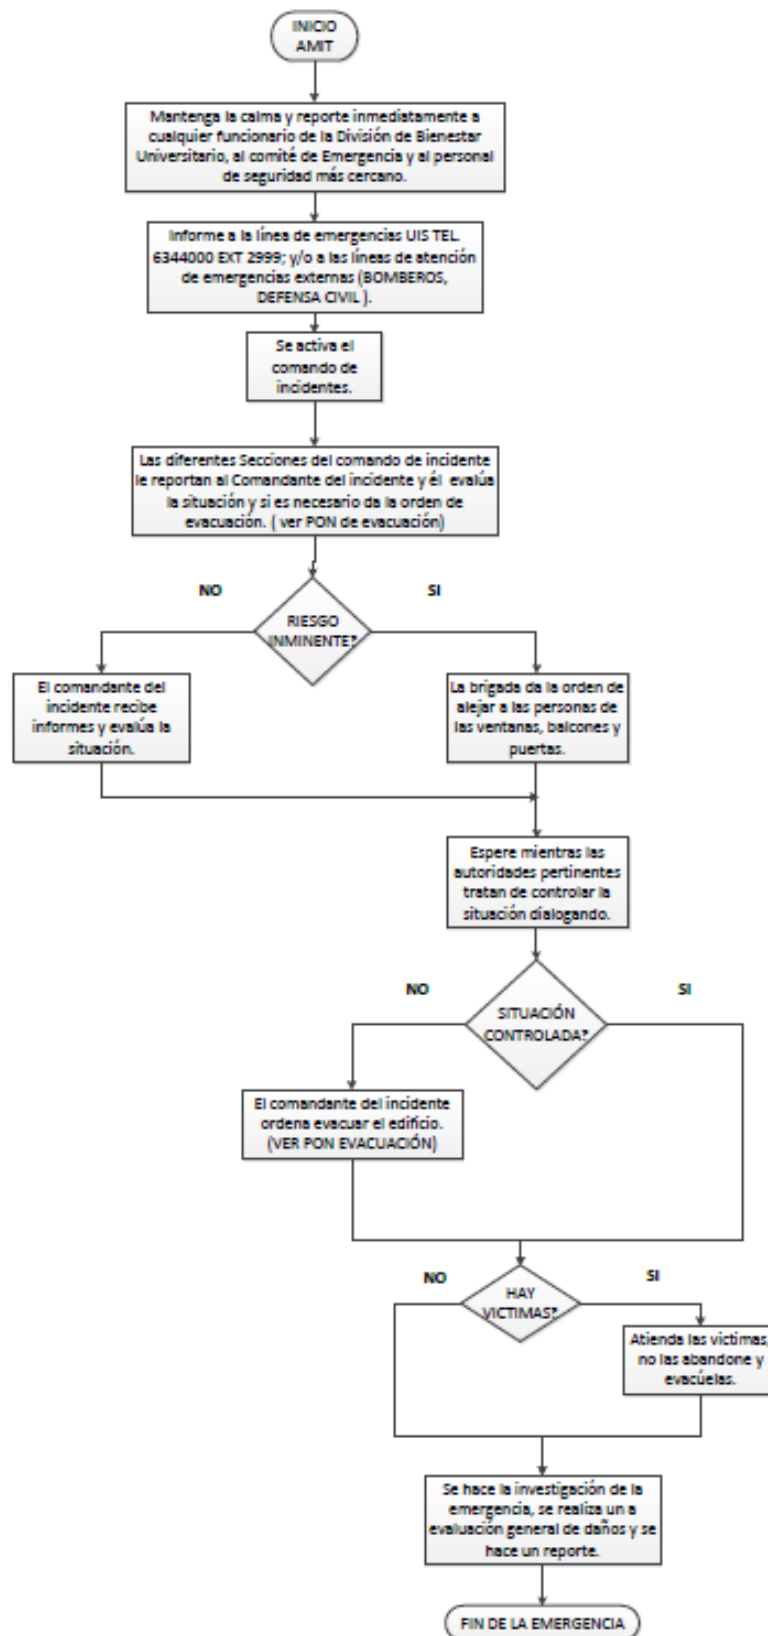 INICIO
AMIT
Mantenga la calma y reporte inmediatamente a
cualquier funcionario de la División de Bienestar
Universitario, al comité de Emergencia y al personal
de seguridad más cercano.
Informe a la línea de emergencias UIS TEL.
6344000 EXT 2999; y/o a las líneas de atención
de emergencias externas (BOMBEROS,
DEFENSA CIVIL ).
Se activa el
comando de
incidentes.
Las diferentes Secciones del comando de incidente
le reportan al Comandante del incidente y él evalúa
la situación y si es necesario da la orden de
evacuación. ( ver PON de evacuación)
NO
SI
RIESGO
INMINENTE?
El comandante del
incidente recibe
informes y evalúa la
situación.
La brigada da la orden de
alejar a las personas de
las ventanas, balcones y
puertas.
Espere mientras las
autoridades pertinentes
tratan de controlar la
situación dialogando.
NO
SI
SITUACIÓN
CONTROLADA?
El comandante del incidente
ordena evacuar el edificio.
(VER PON EVACUACIÓN)
NO
SI
HAY
VICTIMAS?
Atienda las victimas,
no las abandone y
evacúelas.
Se hace la investigación de la
emergencia, se realiza un a
evaluación general de daños y se
hace un reporte.
FIN DE LA EMERGENCIA